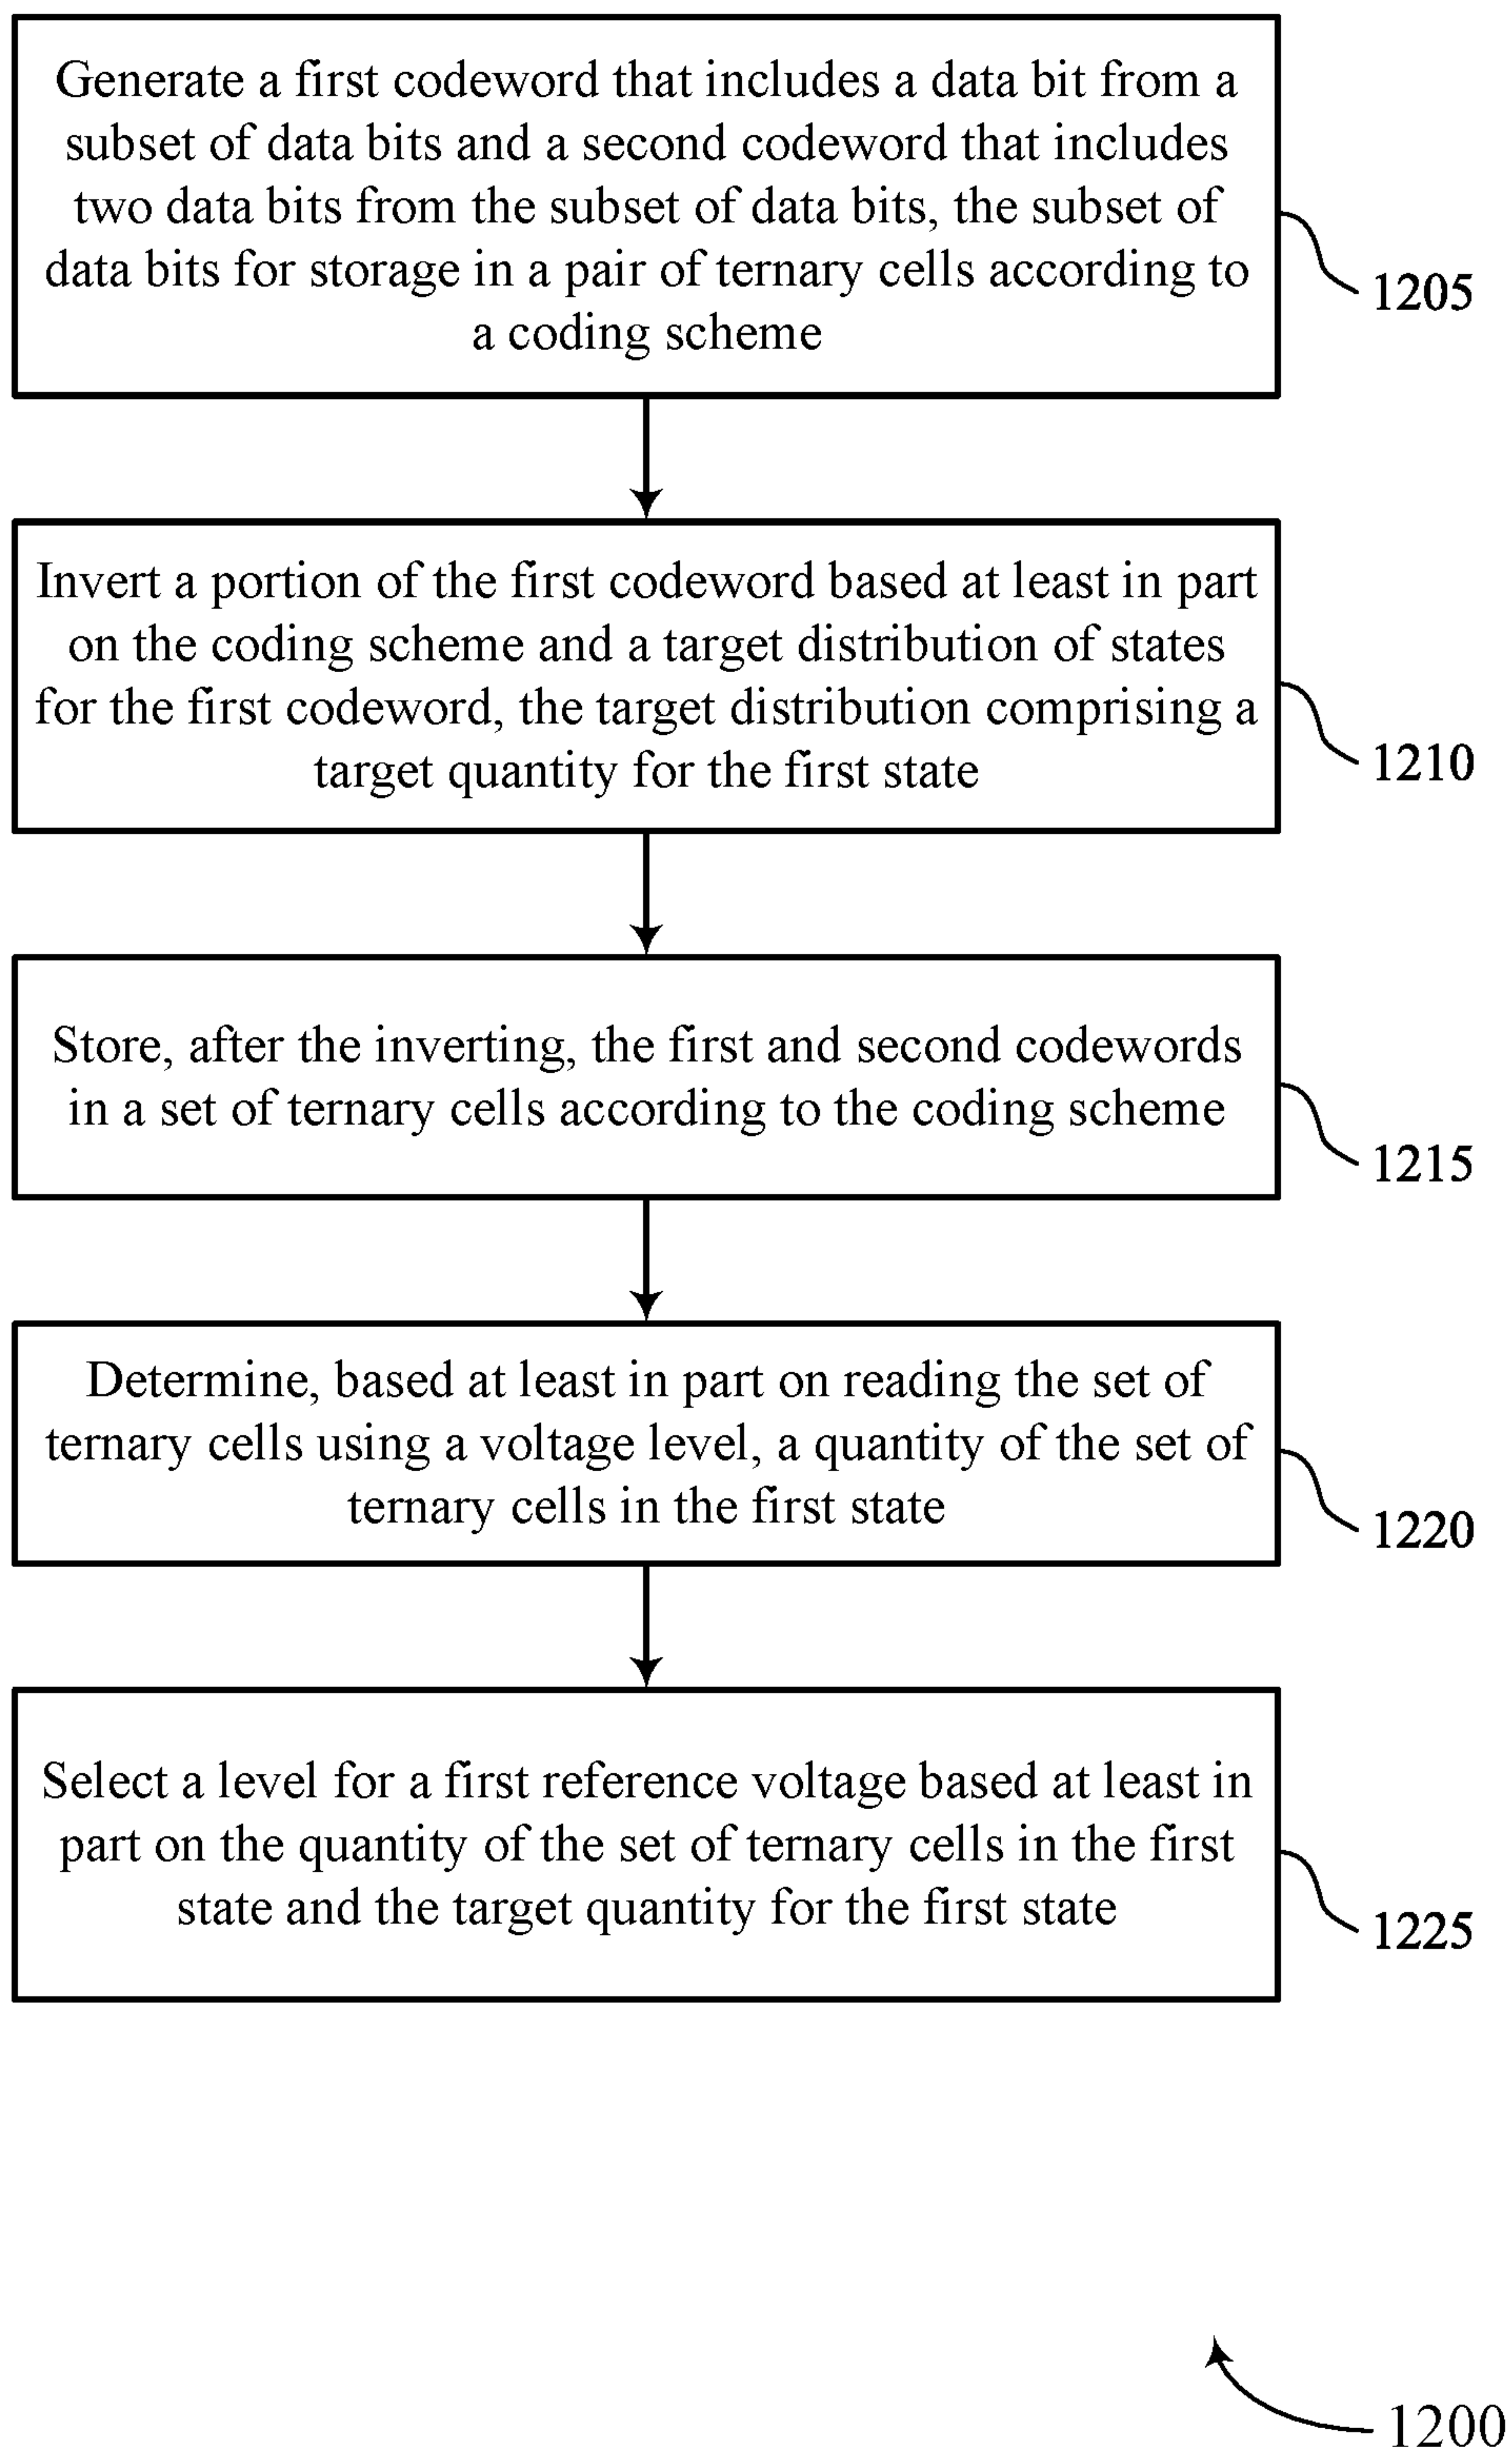 Generate a first codeword that includes a data bit from a
subset of data bits and a second codeword that includes
two data bits from the subset of data bits, the subset of
data bits for storage in a pair of ternary cells according to
a coding scheme
1205
Invert a portion of the first codeword based at least in part
on the coding scheme and a target distribution of states
for the first codeword, the target distribution comprising a
target quantity for the first state
1210
Store, after the inverting, the first and second codewords
in a set of ternary cells according to the coding scheme
1215
Determine, based at least in part on reading the set of
ternary cells using a voltage level, a quantity of the set of
ternary cells in the first state
1220
Select a level for a first reference voltage based at least in
part on the quantity of the set of ternary cells in the first
state and the target quantity for the first state
1225
1200